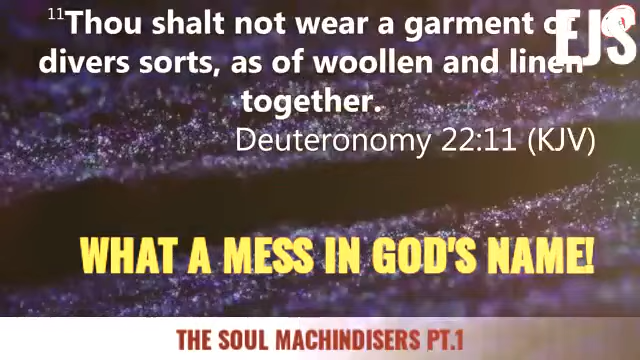 11Thou shalt not wear a garment of
divers sorts, as of woollen and linen
together.
Deuteronomy 22:11 (KJV)
EJS
WHAT A MESS IN GOD'S NAME!
THE SOUL MACHINDISERS PT.1